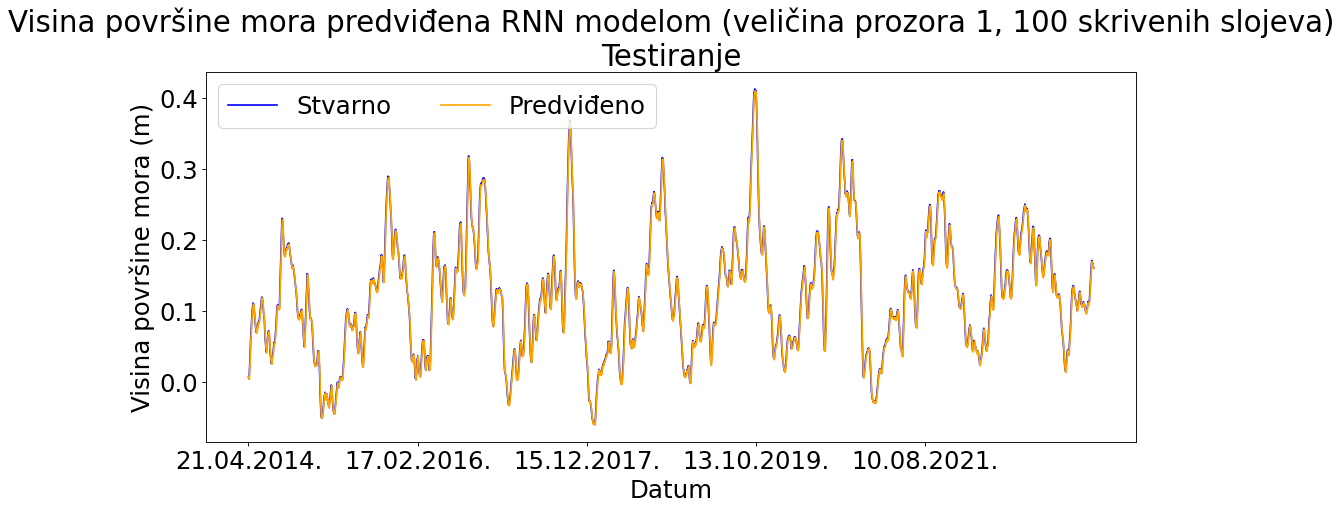 Visina površine mora predviđena RNN modelom (veličina prozora 1, 100 skrivenih slojeva)
Testiranje
Stvarno Predviđeno
Visina površine mora (m)
0.4
0.3
0.2
0.1
0.0
21.04.2014. 17.02.2016. 15.12.2017. 13.10.2019. 10.08.2021.
Datum